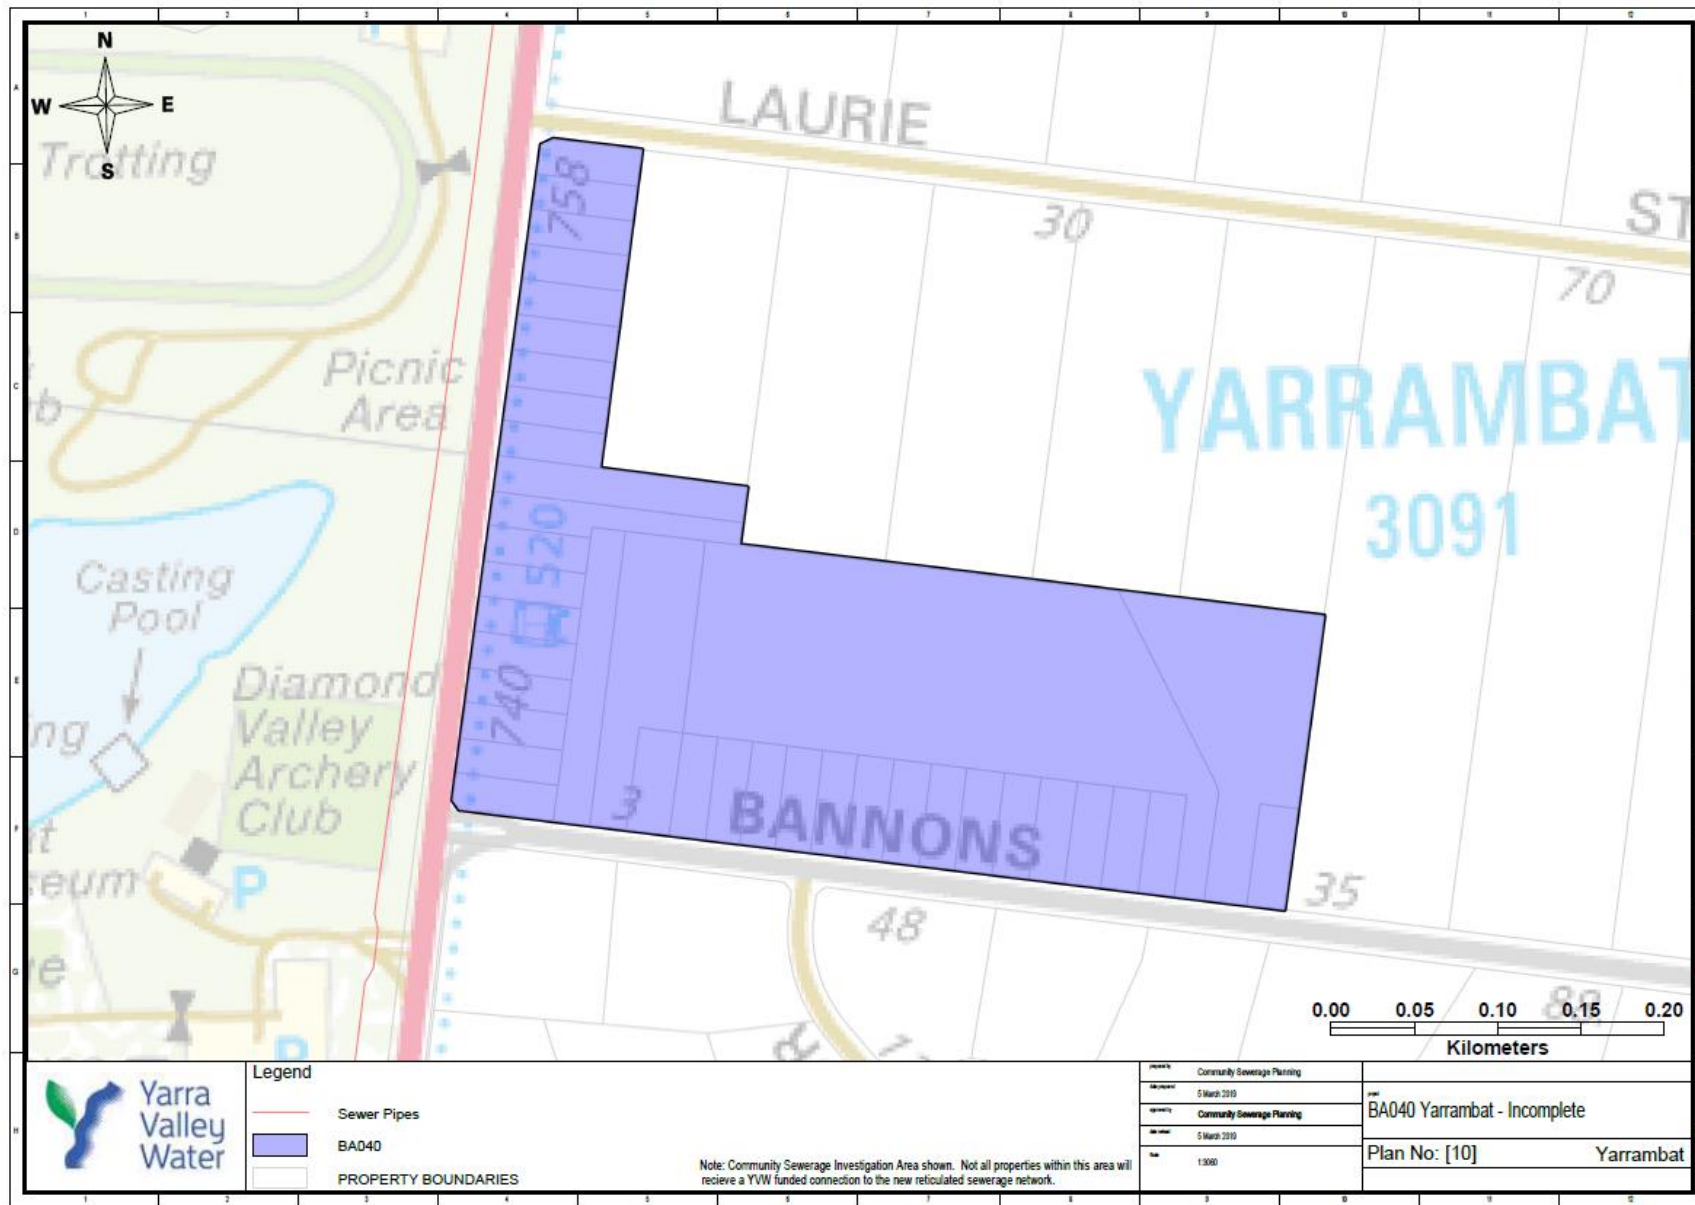 N
W E
S
Trotting
LAURIE
ST
758
30
70
Picnic
Area
YARRAMBAT
3091
520
Casting
Pool
740
Diamond
Valley
Archery
Club
3
BANNONS
P
35
48
88
P
0.00 0.05 0.10 0.15 0.20
Kilometers
Yarra
Valley
Water
Legend
Sewer Pipes
BA040
PROPERTY BOUNDARIES
Note: Community Sewerage Investigation Area shown. Not all properties within this area will
recieve a YVW funded connection to the new reticulated sewerage network.
Community Sewerage Planning
5 March 2019
Community Sewerage Planning
5 March 2019
BA040 Yarrambat - Incomplete
Plan No: [10] Yarrambat